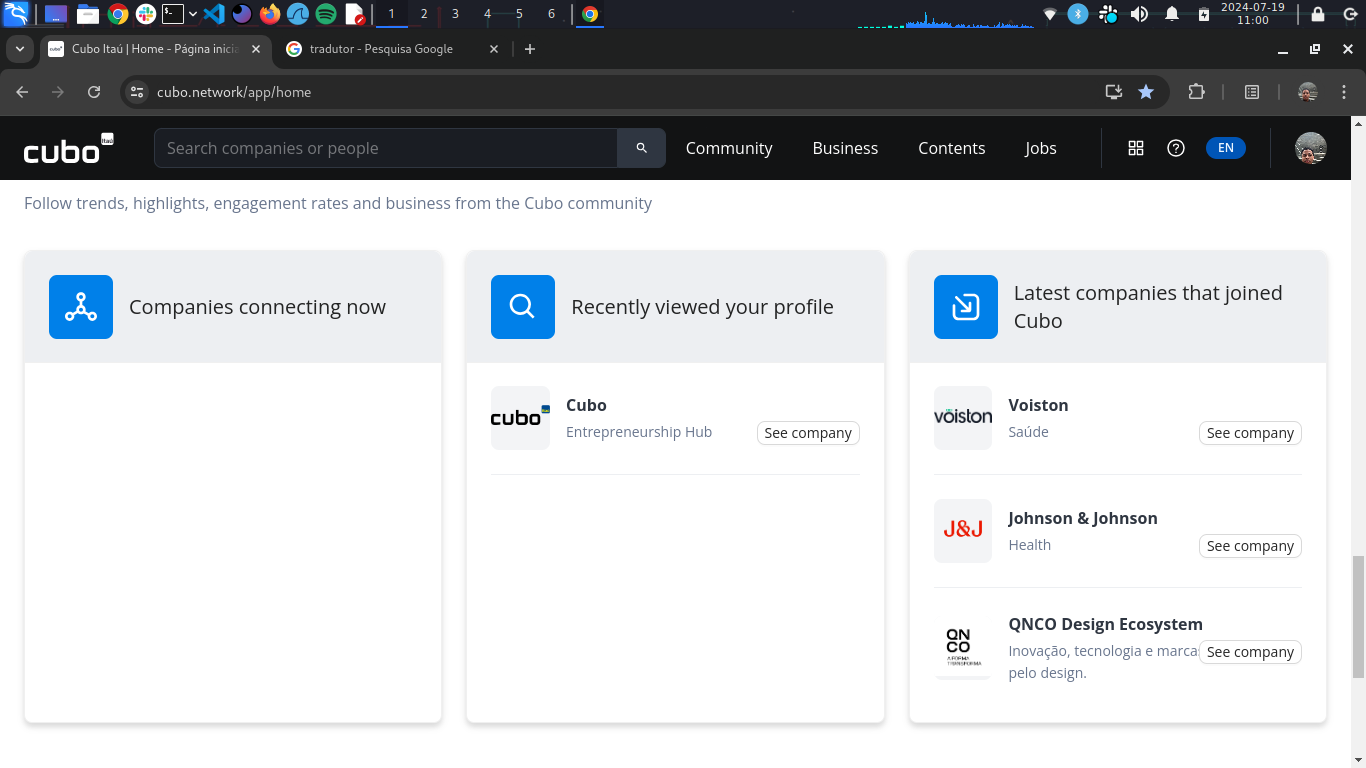 1 2 3 4 5 6
2024-07-19
11:00
Cubo Itaú | Home - Página inicia
tradutor - Pesquisa Google
cubo.network/app/home
cubo Itaú
Search companies or people
Community
Business
Contents
Jobs
EN
Follow trends, highlights, engagement rates and business from the Cubo community
Companies connecting now
Recently viewed your profile
cubo
Cubo
Entrepreneurship Hub
See company
Latest companies that joined
Cubo
voiston
Voiston
Saúde
See company
J&J
Johnson & Johnson
Health
See company
QN
CO
A FORMA
TRANSFORMA
QNCO Design Ecosystem
Inovação, tecnologia e marca
pelo design.
See company